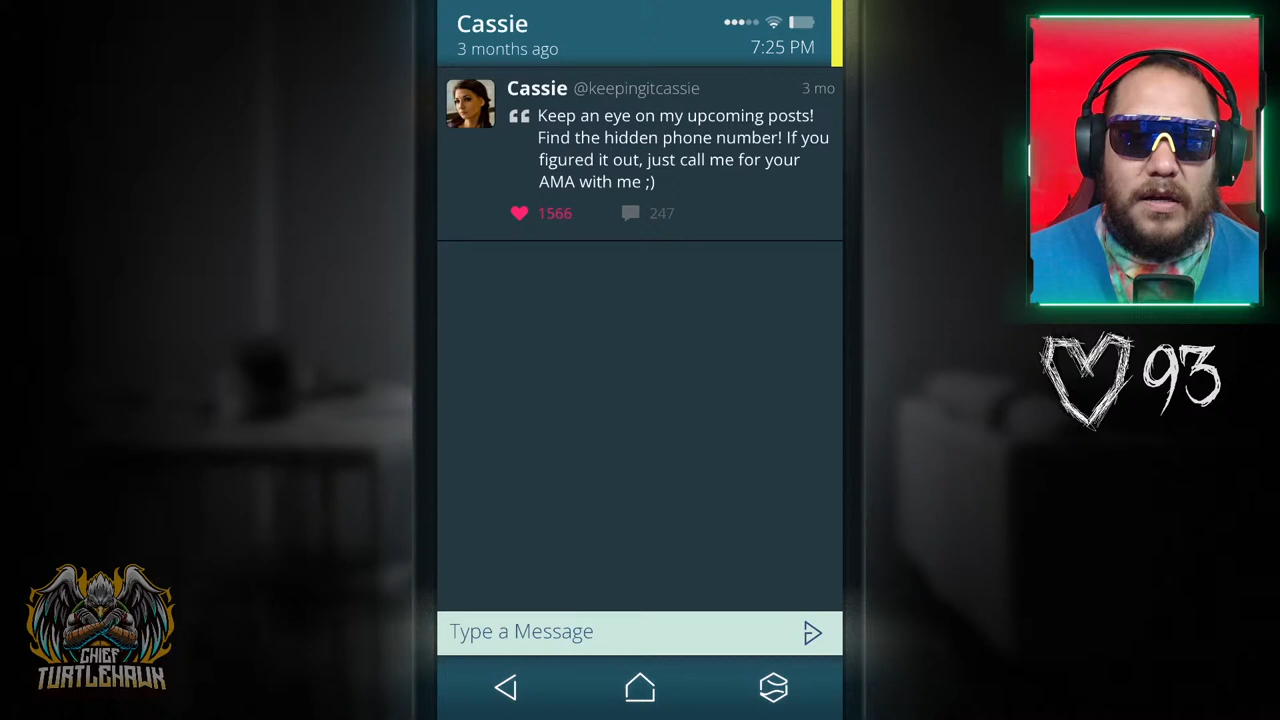 Cassie
3 months ago
7:25 PM
Cassie @keepingitcassie 3 mo
Keep an eye on my upcoming posts!
Find the hidden phone number! If you
figured it out, just call me for your
AMA with me ;)
1566 247
93
Type a Message
CHIEF
TURTLEHAWK